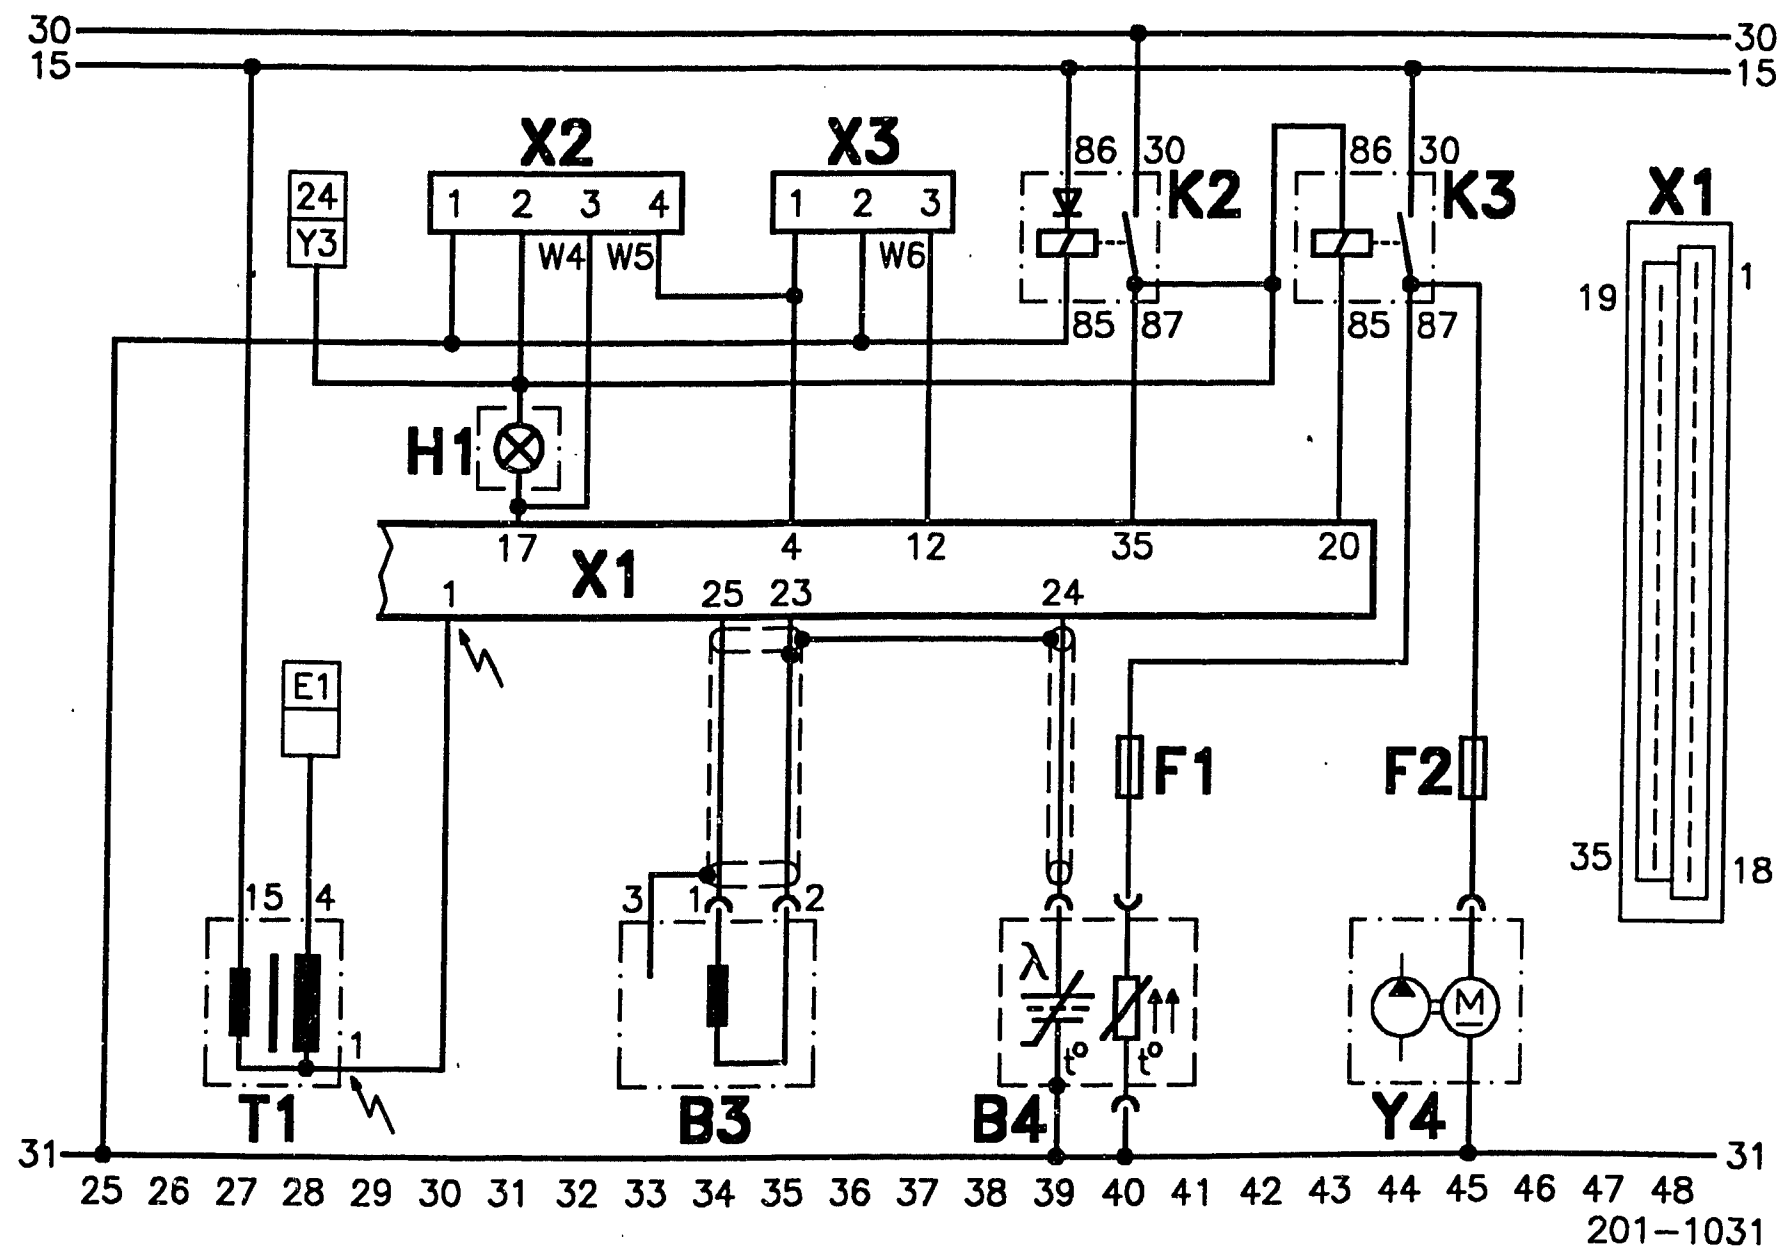 30 30
15 15
X2 X3
86 30 86 30
K2 K3 X1
24 1 2 3 4 1 2 3
Y3 W4 W5 W6
19 1
85 87 85 87
H1
17 4 12 35 20
X1
1 25 23 24
E1
F1 F2
35 18
15 4 3 1 2
λ
M
1 t° t°
T1 B3 B4 Y4
31 31
25 26 27 28 29 30 31 32 33 34 35 36 37 38 39 40 41 42 43 44 45 46 47 48
201-1031